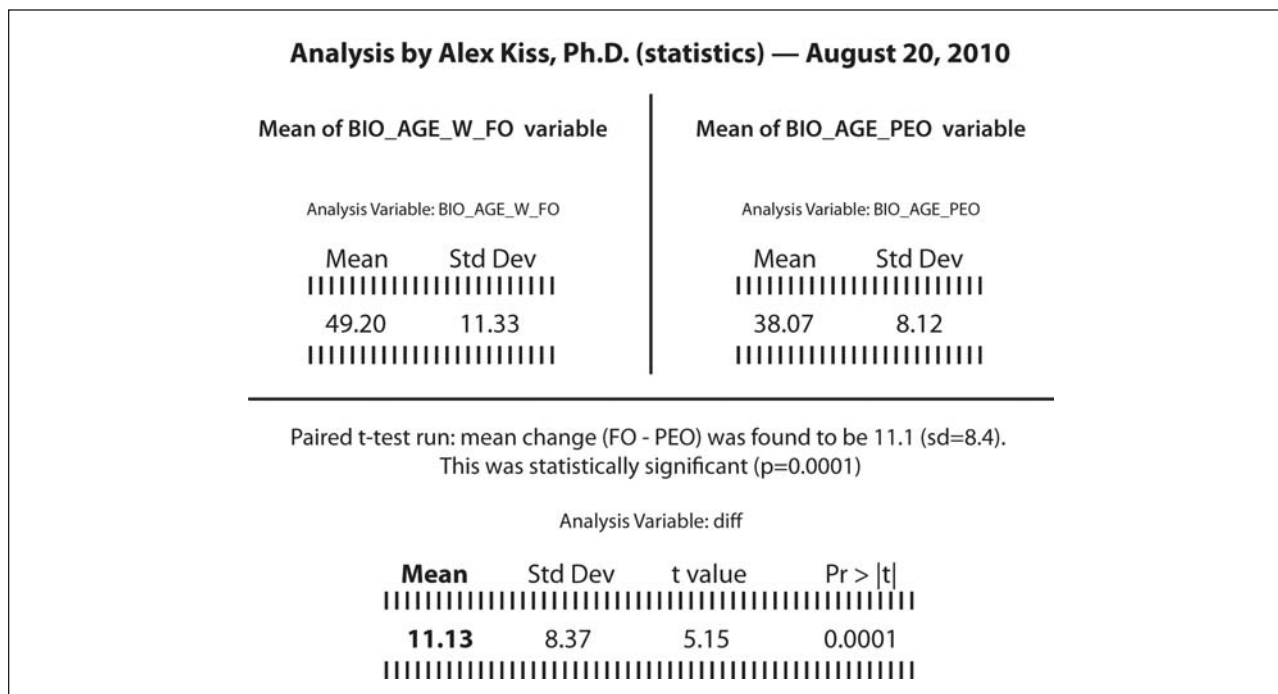 Analysis by Alex Kiss, Ph.D. (statistics) — August 20, 2010
Mean of BIO_AGE_W_FO variable
Analysis Variable: BIO_AGE_W_FO
Mean Std Dev
49.20 11.33
Mean of BIO_AGE_PEO variable
Analysis Variable: BIO_AGE_PEO
Mean Std Dev
38.07 8.12
Paired t-test run: mean change (FO - PEO) was found to be 11.1 (sd=8.4).
This was statistically significant (p=0.0001)
Analysis Variable: diff
Mean Std Dev t value Pr > |t|
11.13 8.37 5.15 0.0001